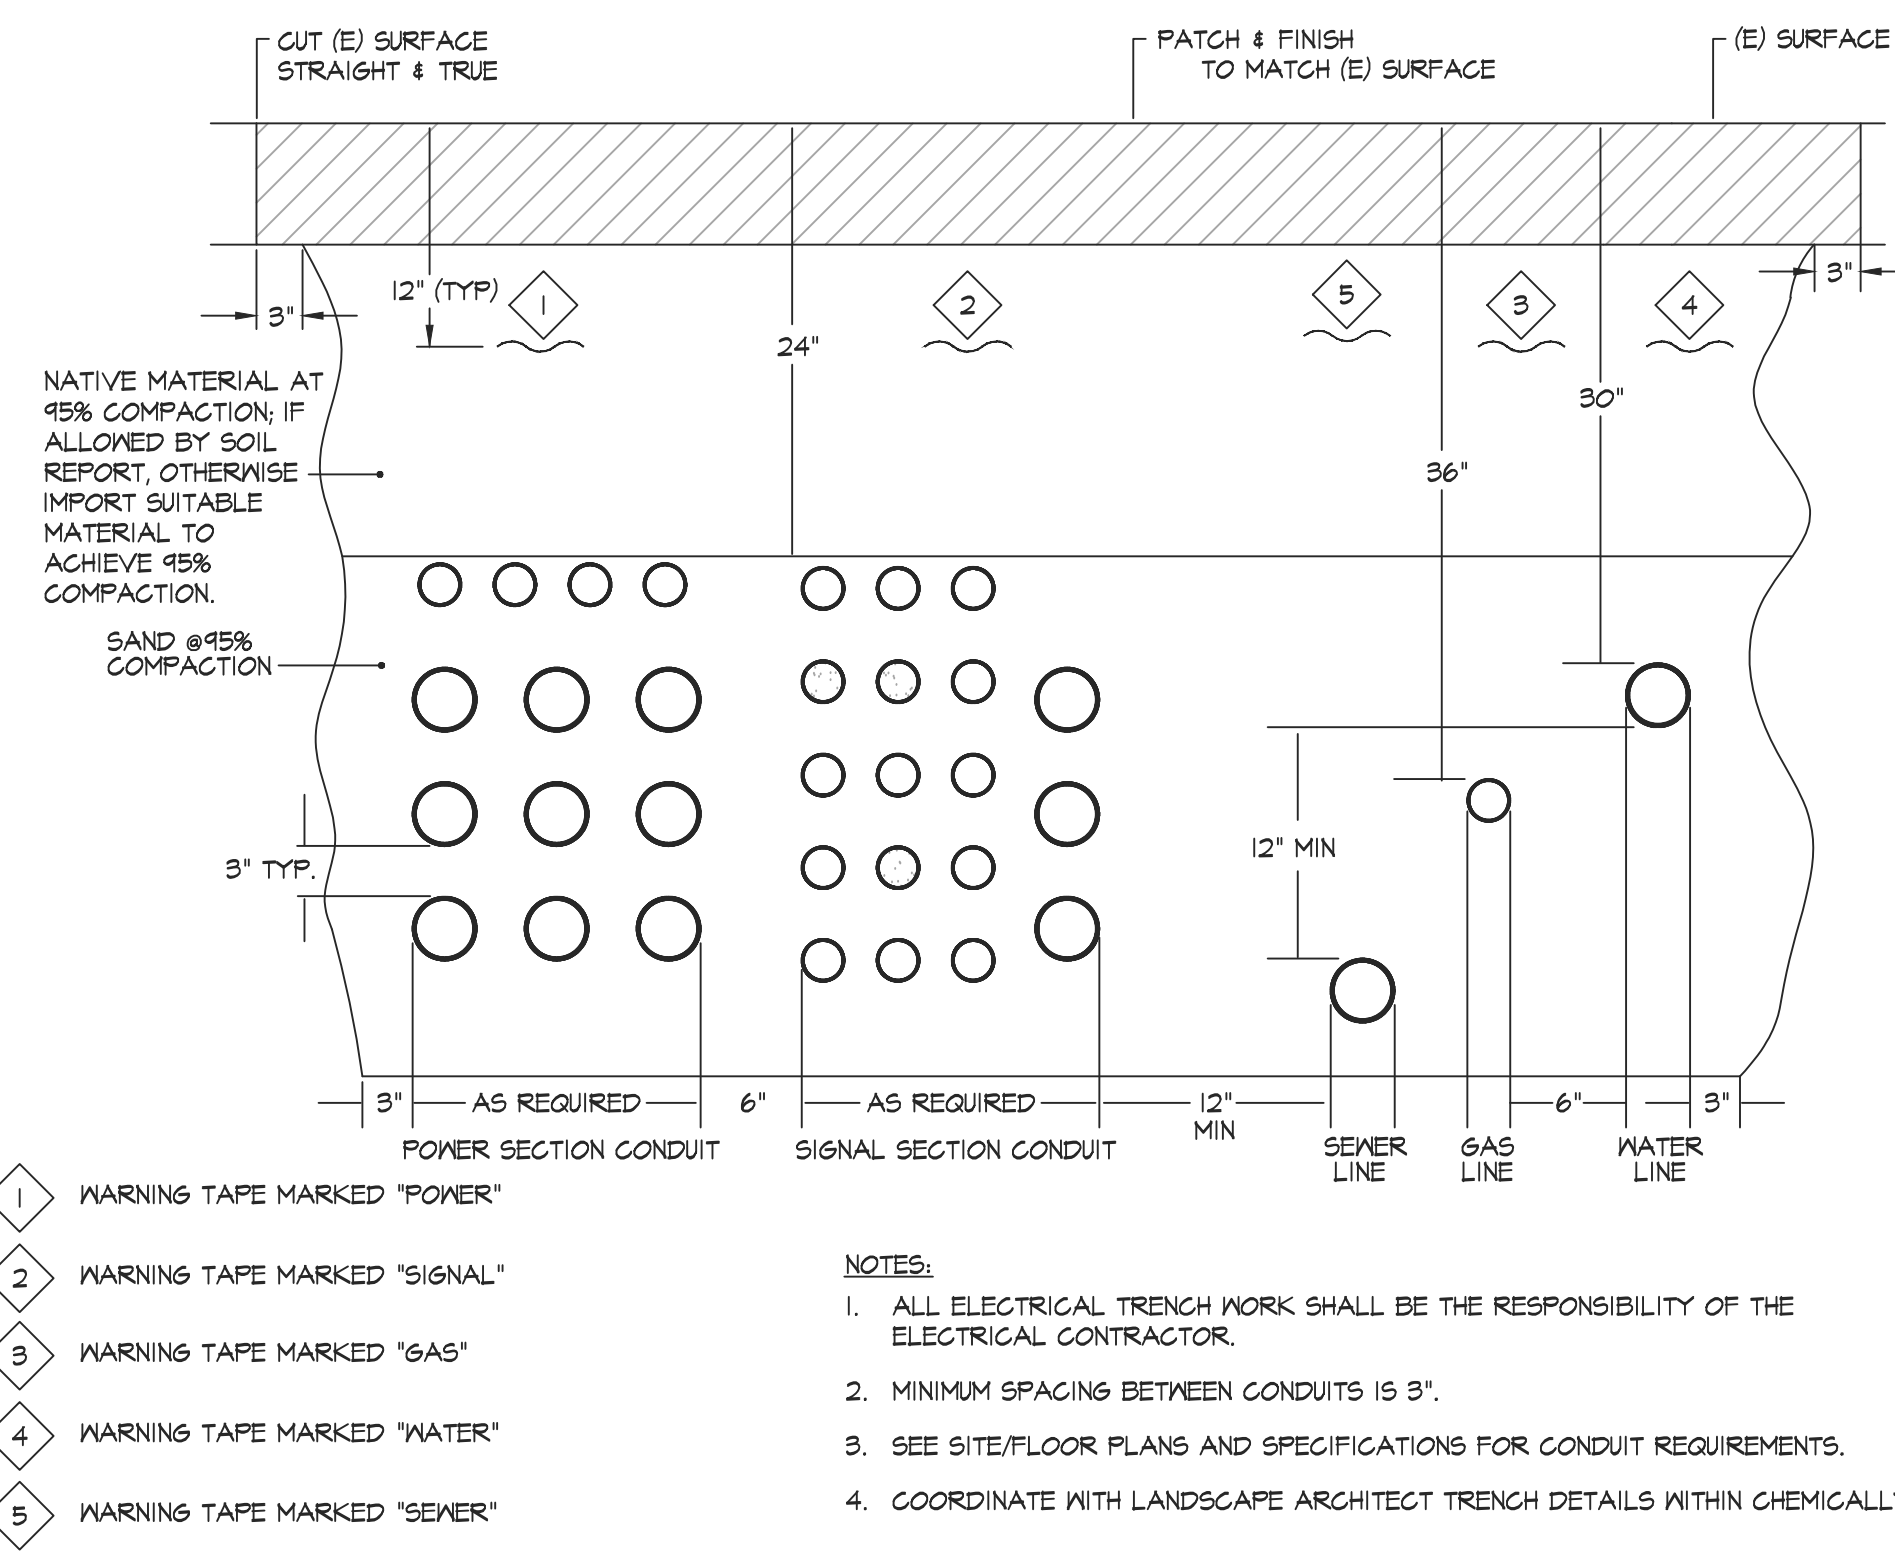 CUT (E) SURFACE
STRAIGHT & TRUE
PATCH & FINISH
TO MATCH (E) SURFACE
(E) SURFACE
12" (TYP)
1
2
5
3
4
3"
3"
24"
30"
36"
NATIVE MATERIAL AT
95% COMPACTION; IF
ALLOWED BY SOIL
REPORT, OTHERWISE
IMPORT SUITABLE
MATERIAL TO
ACHIEVE 95%
COMPACTION.
SAND @95%
COMPACTION
3" TYP.
12" MIN
3"
AS REQUIRED
6"
AS REQUIRED
12"
MIN
6"
3"
POWER SECTION CONDUIT
SIGNAL SECTION CONDUIT
SEWER
LINE
GAS
LINE
WATER
LINE
1 WARNING TAPE MARKED "POWER"
2 WARNING TAPE MARKED "SIGNAL"
3 WARNING TAPE MARKED "GAS"
4 WARNING TAPE MARKED "WATER"
5 WARNING TAPE MARKED "SEWER"
NOTES:
1. ALL ELECTRICAL TRENCH WORK SHALL BE THE RESPONSIBILITY OF THE
ELECTRICAL CONTRACTOR.
2. MINIMUM SPACING BETWEEN CONDUITS IS 3".
3. SEE SITE/FLOOR PLANS AND SPECIFICATIONS FOR CONDUIT REQUIREMENTS.
4. COORDINATE WITH LANDSCAPE ARCHITECT TRENCH DETAILS WITHIN